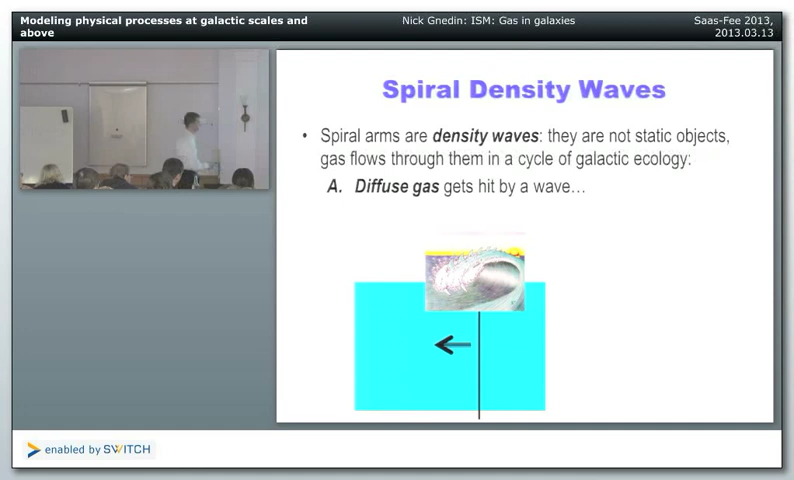 Modeling physical processes at galactic scales and
above
Nick Gnedin: ISM: Gas in galaxies
Saas-Fee 2013,
2013.03.13
Spiral Density Waves
• Spiral arms are density waves: they are not static objects,
gas flows through them in a cycle of galactic ecology:
A. Diffuse gas gets hit by a wave…
enabled by SWITCH